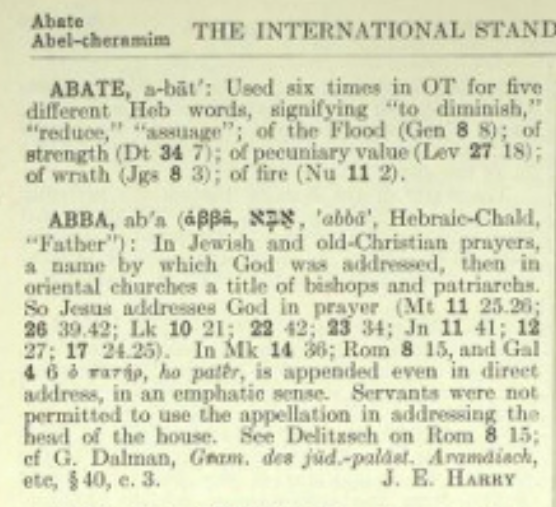 Abate
Abel-cheramim THE INTERNATIONAL STAND
ABATE, a-bāt′: Used six times in OT for five
different Heb words, signifying “to diminish,”
“reduce,” “assuage”; of the Flood (Gen 8 8); of
strength (Dt 34 7); of pecuniary value (Lev 27 18);
of wrath (Jgs 8 3); of fire (Nu 11 2).
ABBA, ab′a (ἀββᾶ, אַבָּא, ’abbā’, Hebraic-Chald,
“Father”): In Jewish and old-Christian prayers,
a name by which God was addressed, then in
oriental churches a title of bishops and patriarchs.
So Jesus addresses God in prayer (Mt 11 25.26;
26 39.42; Lk 10 21; 22 42; 23 34; Jn 11 41; 12
27; 17 24.25). In Mk 14 36; Rom 8 15, and Gal
4 6 ὁ πατήρ, ho patêr, is appended even in direct
address, in an emphatic sense. Servants were not
permitted to use the appellation in addressing the
head of the house. See Delitzsch on Rom 8 15;
cf G. Dalman, Gram. des jüd.-paläst. Aramäisch,
etc, § 40, c. 3. J. E. HARRY